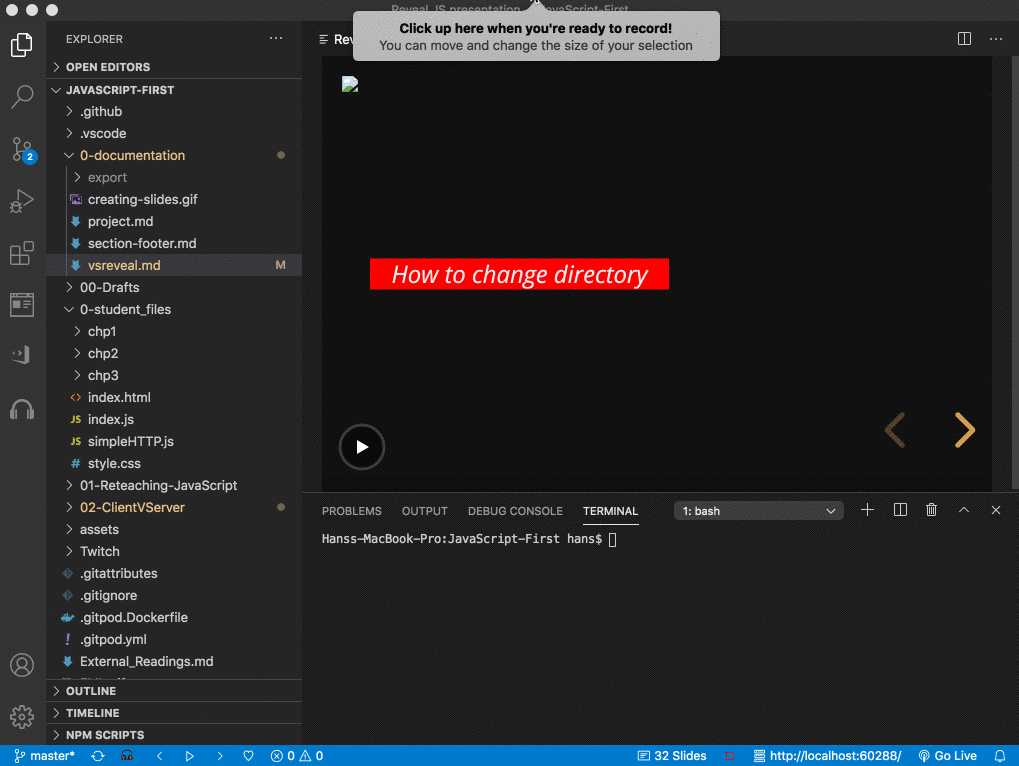 Reveal JS presentation
JavaScript-First
Click up here when you're ready to record!
You can move and change the size of your selection
EXPLORER
Rev
OPEN EDITORS
JAVASCRIPT-FIRST
.github
.vscode
0-documentation
export
creating-slides.gif
project.md
section-footer.md
vsreveal.md M
00-Drafts
0-student_files
chp1
chp2
chp3
index.html
JS index.js
JS simpleHTTP.js
# style.css
01-Reteaching-JavaScript
02-ClientVServer
assets
Twitch
.gitattributes
.gitignore
.gitpod.Dockerfile
! .gitpod.yml
External_Readings.md
OUTLINE
TIMELINE
NPM SCRIPTS
2
How to change directory
PROBLEMS OUTPUT DEBUG CONSOLE TERMINAL 1: bash
Hanss-MacBook-Pro:JavaScript-First hans$
master* 0 0 32 Slides http://localhost:60288/ Go Live